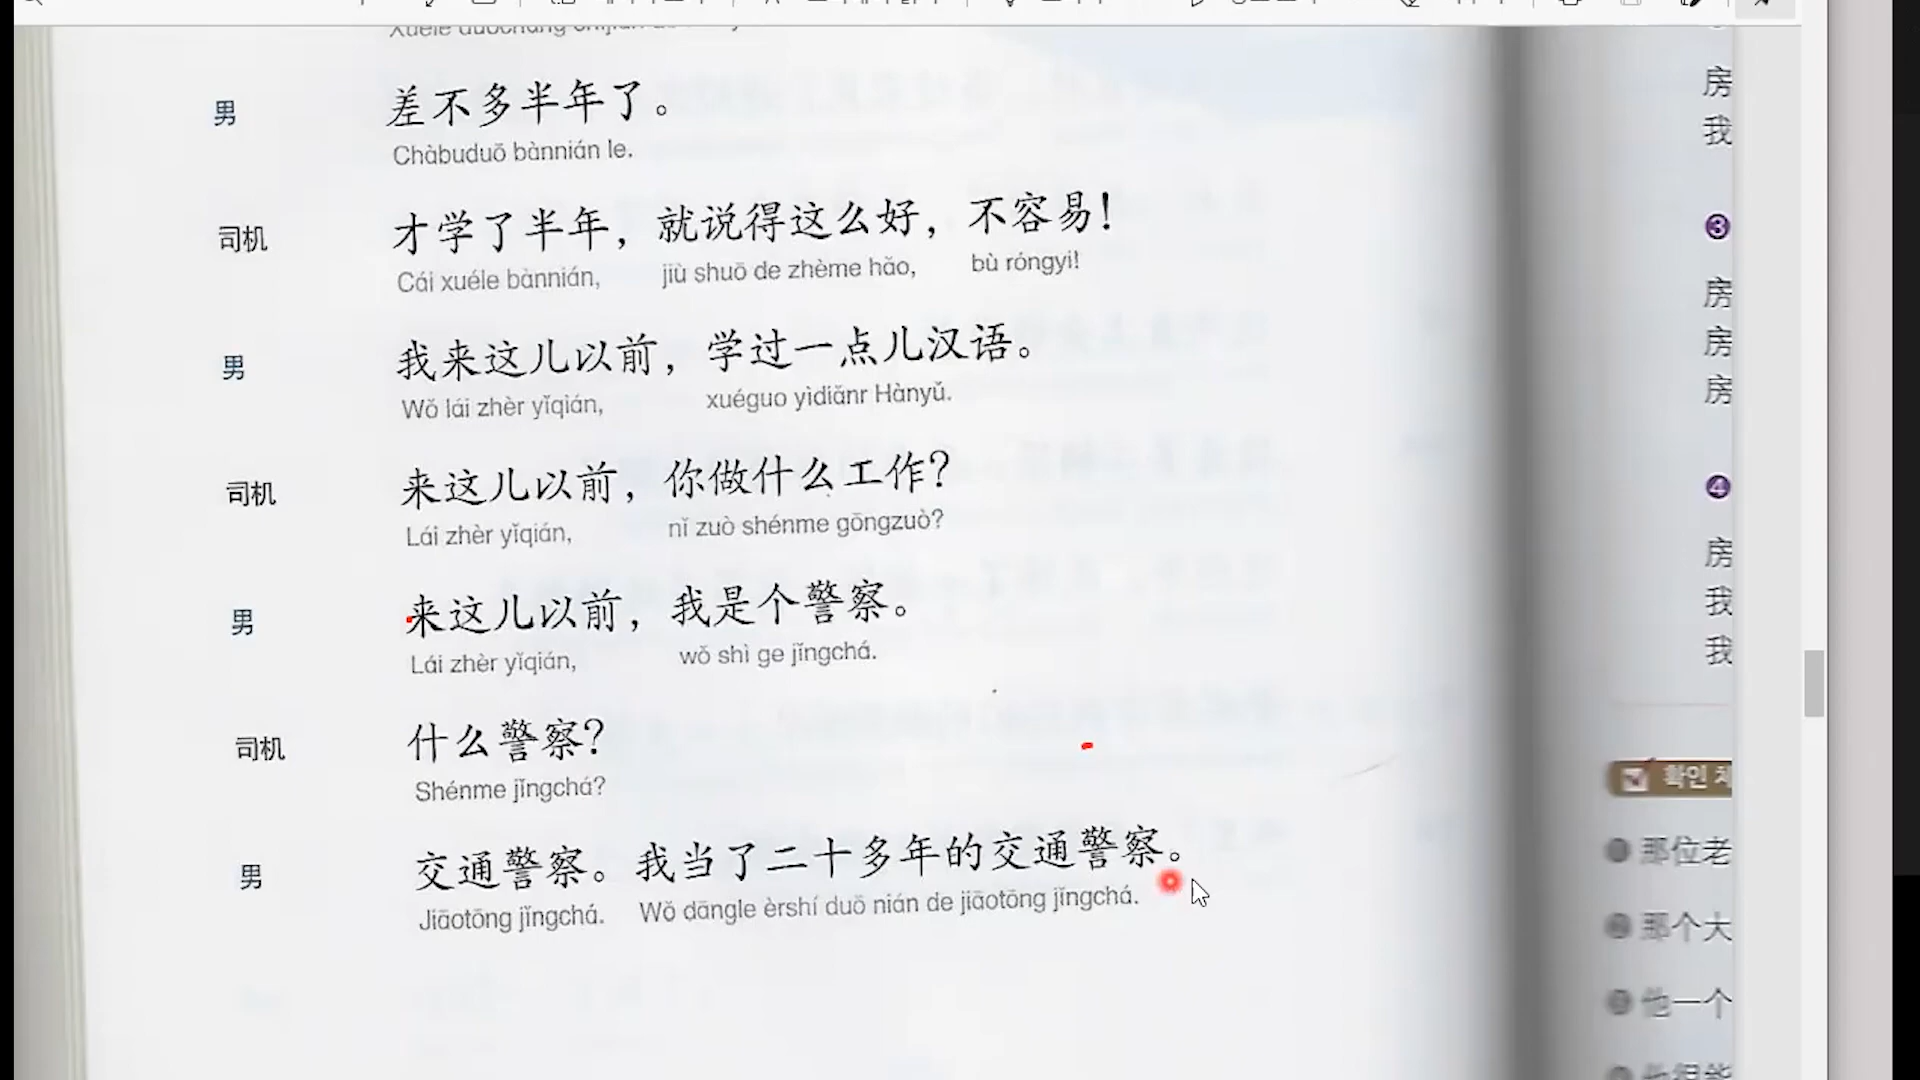 男 差不多半年了。
Chàbuduō bànnián le.
司机 才学了半年，就说得这么好，不容易！
Cái xuéle bànnián, jiù shuō de zhème hǎo, bù róngyi!
男 我来这儿以前，学过一点儿汉语。
Wǒ lái zhèr yǐqián, xuéguo yìdiǎnr Hànyǔ.
司机 来这儿以前，你做什么工作？
Lái zhèr yǐqián, nǐ zuò shénme gōngzuò?
男 来这儿以前，我是个警察。
Lái zhèr yǐqián, wǒ shì ge jǐngchá.
司机 什么警察？
Shénme jǐngchá?
男 交通警察。我当了二十多年的交通警察。
Jiāotōng jǐngchá. Wǒ dāngle èrshí duō nián de jiāotōng jǐngchá.
房
我
❸
房
房
房
❹
房
我
我
확인
那位老
那个大
他一个